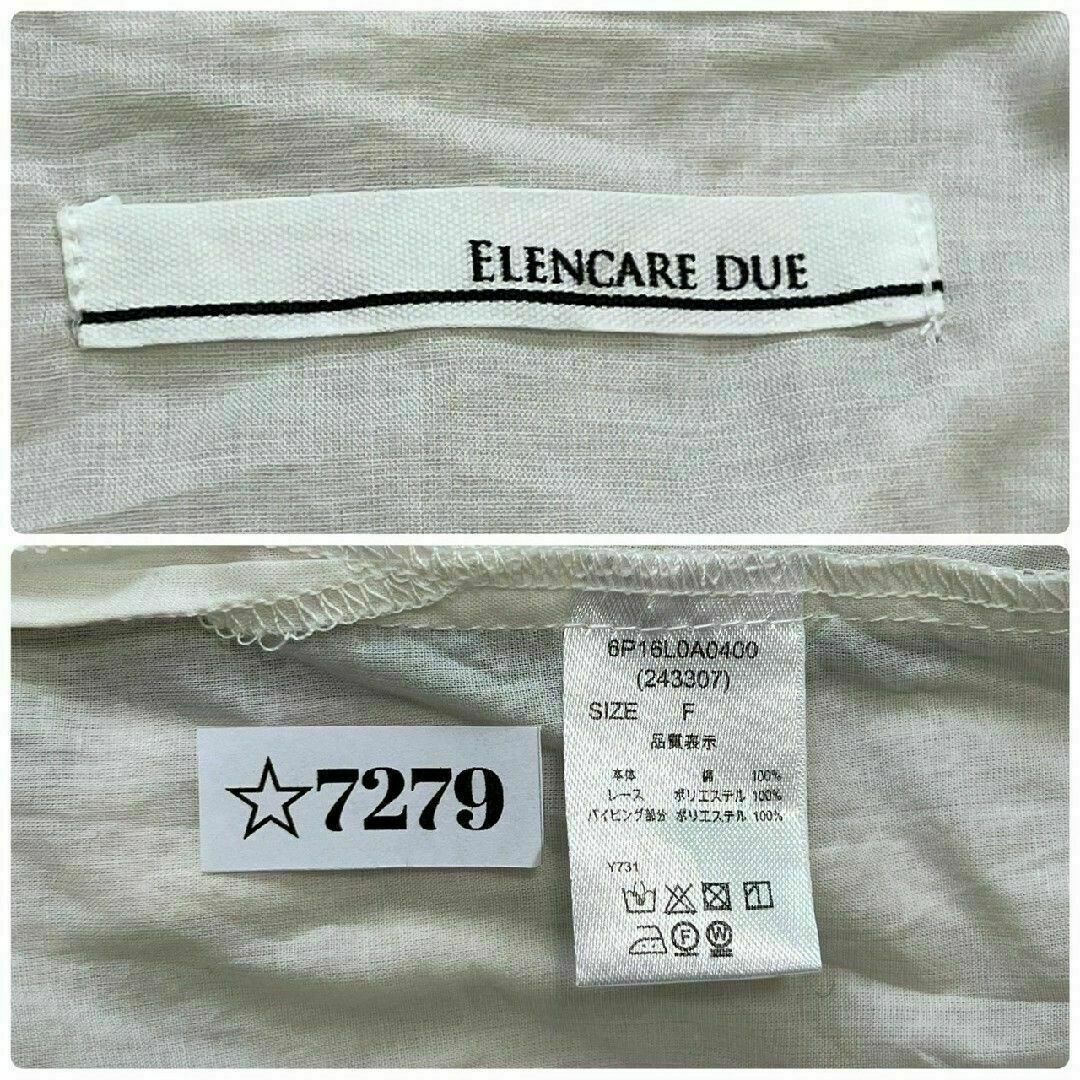 ELENCARE DUE
6P16L0A0400
(243307)
SIZE F
品質表示
本体 綿 100%
レース ポリエステル 100%
パイピング部分 ポリエステル 100%
Y731
F W
☆7279